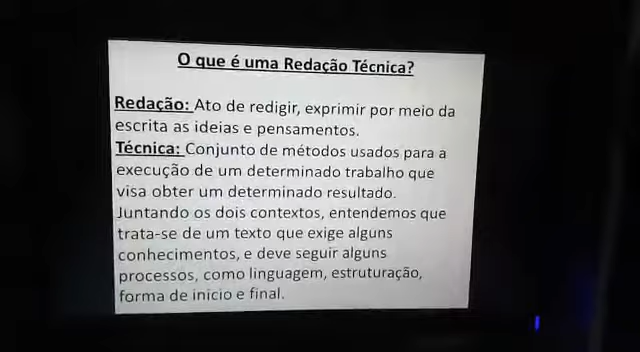 O que é uma Redação Técnica?
Redação: Ato de redigir, exprimir por meio da
escrita as ideias e pensamentos.
Técnica: Conjunto de métodos usados para a
execução de um determinado trabalho que
visa obter um determinado resultado.
Juntando os dois contextos, entendemos que
trata-se de um texto que exige alguns
conhecimentos, e deve seguir alguns
processos, como linguagem, estruturação,
forma de início e final.